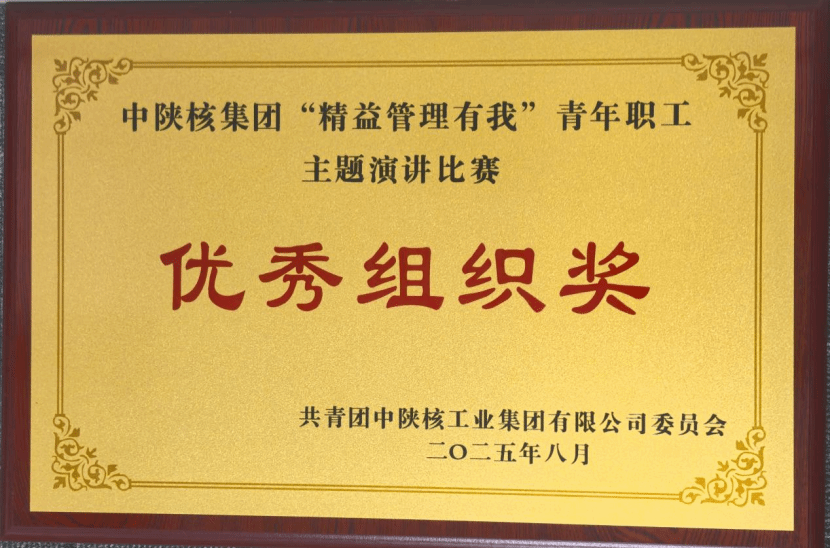 中陕核集团“精益管理有我”青年职工
主题演讲比赛
优秀组织奖
共青团中陕核工业集团有限公司委员会
二〇二五年八月